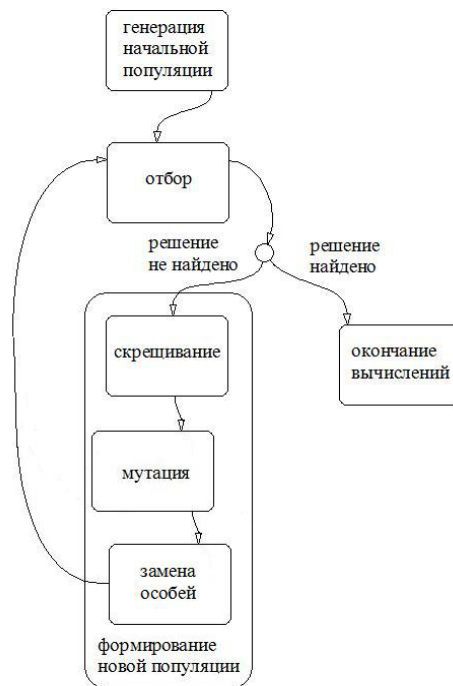 генерация
начальной
популяции
отбор
решение
не найдено
решение
найдено
скрещивание
окончание
вычислений
мутация
замена
особей
формирование
новой популяции